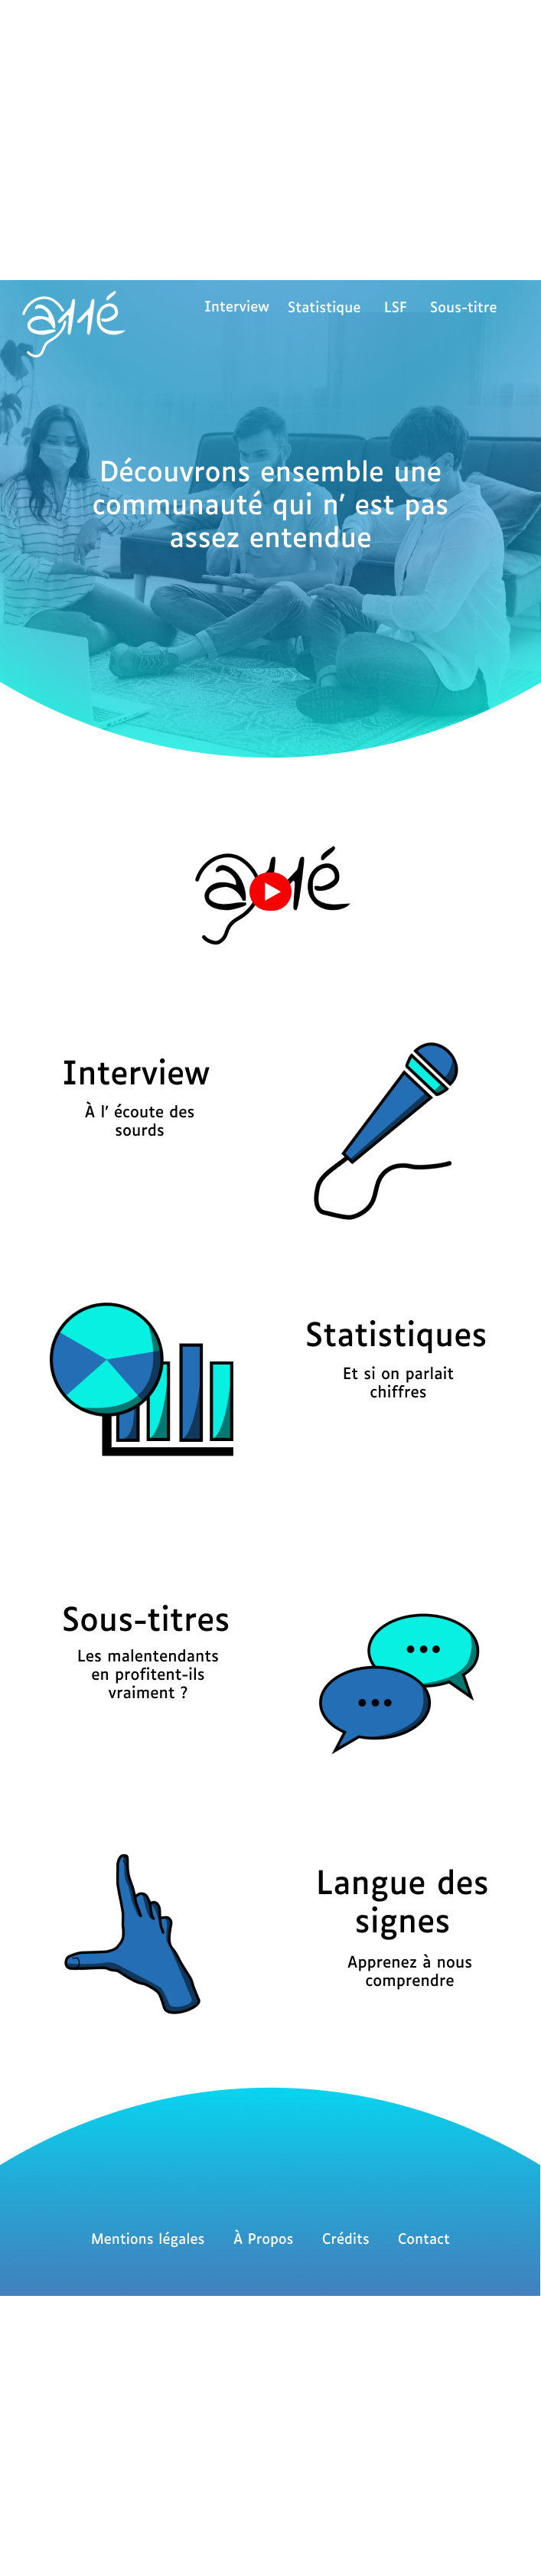 Interview Statistique LSF Sous-titre
Découvrons ensemble une
communauté qui n' est pas
assez entendue
Interview
À l' écoute des
sourds
Statistiques
Et si on parlait
chiffres
Sous-titres
Les malentendants
en profitent-ils
vraiment ?
Langue des
signes
Apprenez à nous
comprendre
Mentions légales À Propos Crédits Contact